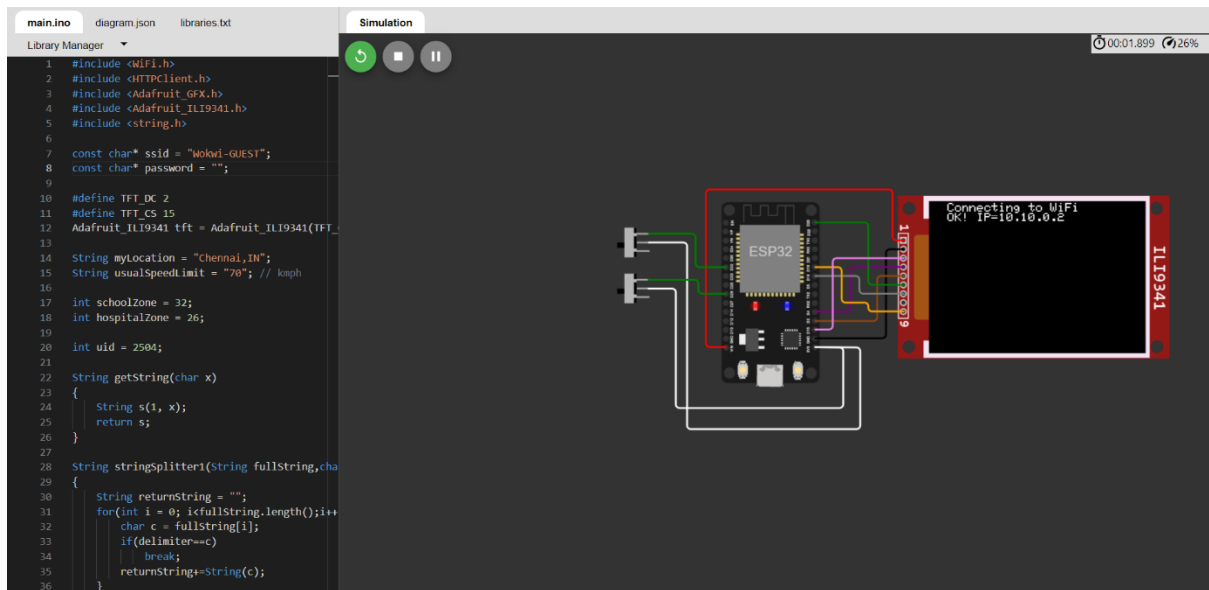 main.ino diagram.json libraries.txt
Library Manager
1 #include <WiFi.h>
2 #include <HTTPClient.h>
3 #include <Adafruit_GFX.h>
4 #include <Adafruit_ILI9341.h>
5 #include <string.h>
6
7 const char* ssid = "Wokwi-GUEST";
8 const char* password = "";
9
10 #define TFT_DC 2
11 #define TFT_CS 15
12 Adafruit_ILI9341 tft = Adafruit_ILI9341(TFT_
13
14 String myLocation = "Chennai,IN";
15 String usualSpeedLimit = "70"; // kmph
16
17 int schoolZone = 32;
18 int hospitalZone = 26;
19
20 int uid = 2504;
21
22 String getString(char x)
23 {
24 String s(1, x);
25 return s;
26 }
27
28 String stringSplitter1(String fullString,cha
29 {
30 String returnString = "";
31 for(int i = 0; i<fullString.length();i++
32 char c = fullString[i];
33 if(delimiter==c)
34 break;
35 returnString+=String(c);
36 }
Simulation
00:01.899 26%
ESP32
Connecting to WiFi
OK! IP=10.10.0.2
1
9
ILI9341